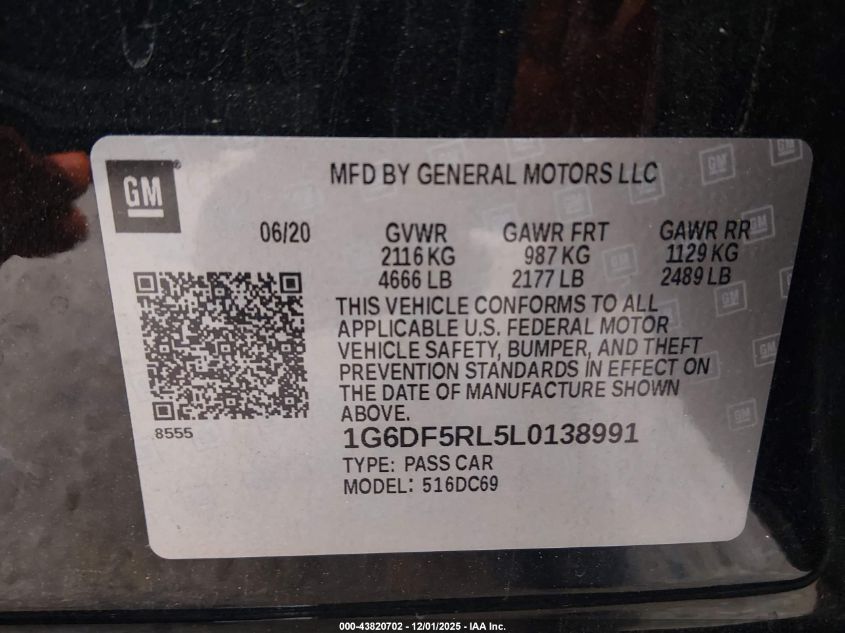 GM
MFD BY GENERAL MOTORS LLC
06/20 GVWR GAWR FRT GAWR RR
2116 KG 987 KG 1129 KG
4666 LB 2177 LB 2489 LB
THIS VEHICLE CONFORMS TO ALL
APPLICABLE U.S. FEDERAL MOTOR
VEHICLE SAFETY, BUMPER, AND THEFT
PREVENTION STANDARDS IN EFFECT ON
THE DATE OF MANUFACTURE SHOWN
ABOVE.
8555
1G6DF5RL5L0138991
TYPE: PASS CAR
MODEL: 516DC69
000-43820702 - 12/01/2025 - IAA Inc.